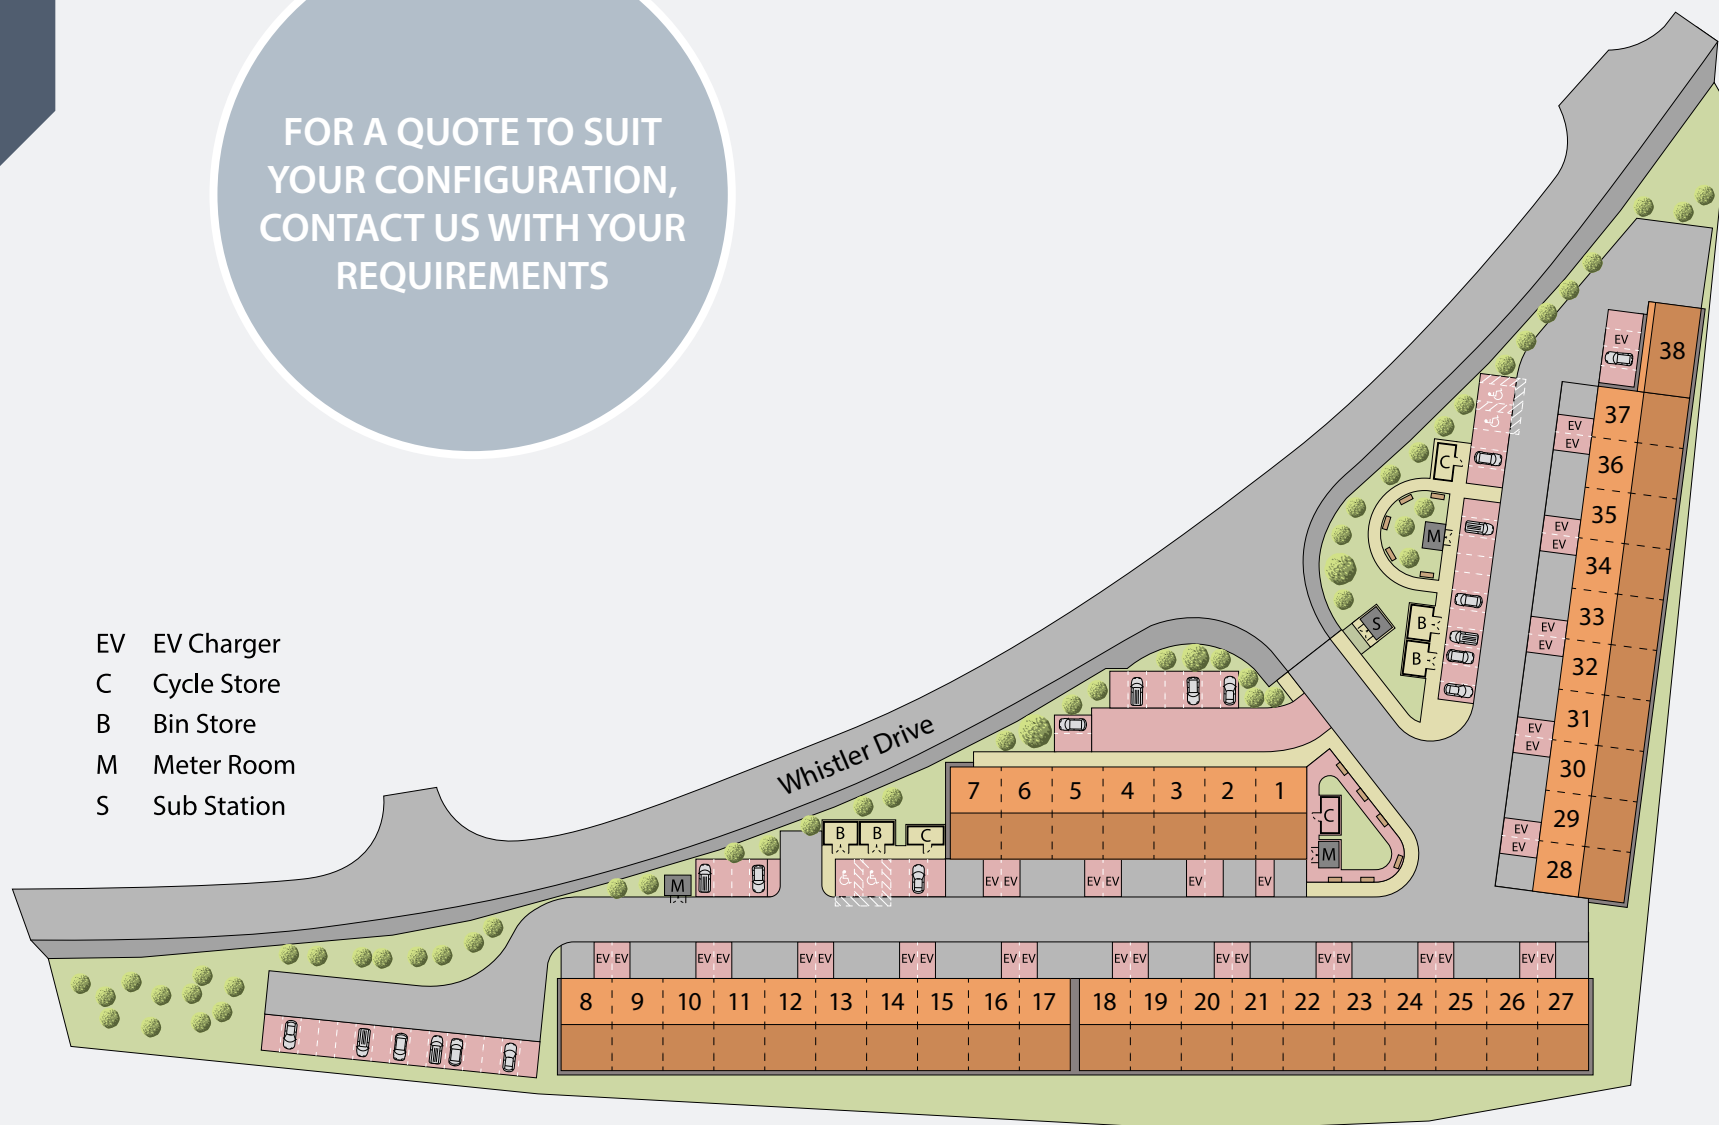 FOR A QUOTE TO SUIT
YOUR CONFIGURATION,
CONTACT US WITH YOUR
REQUIREMENTS
EV EV Charger
C Cycle Store
B Bin Store
M Meter Room
S Sub Station
Whistler Drive
EV
38
37
EV
EV
36
C
35
EV
EV
M
34
33
EV
EV
S
B
B
32
31
EV
EV
30
29
EV
EV
28
7 6 5 4 3 2 1
B B C
C
M
M
EV EV EV EV EV EV
EV EV EV EV EV EV EV EV EV EV EV EV EV EV EV EV EV EV EV EV
8 9 10 11 12 13 14 15 16 17 18 19 20 21 22 23 24 25 26 27